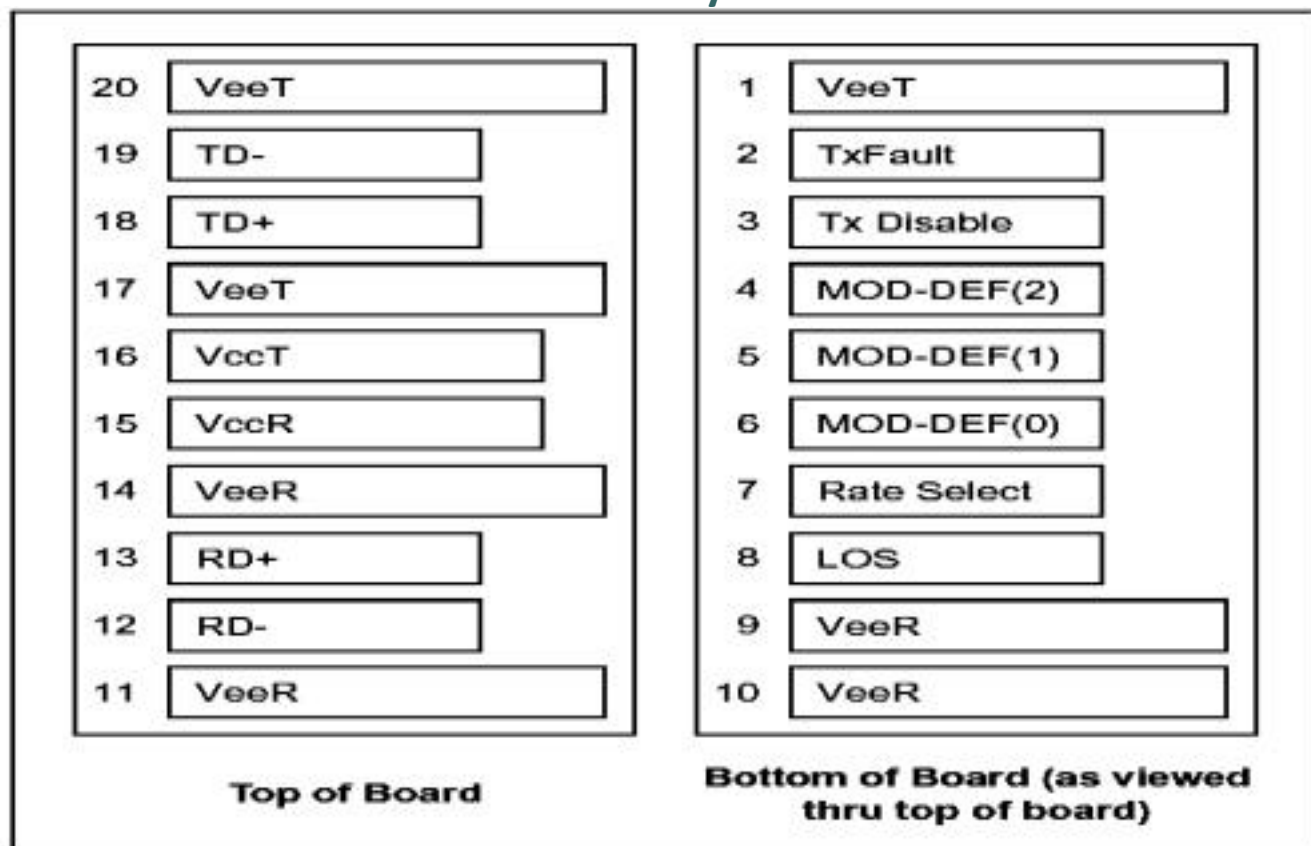 20 VeeT
19 TD-
18 TD+
17 VeeT
16 VccT
15 VccR
14 VeeR
13 RD+
12 RD-
11 VeeR
Top of Board
1 VeeT
2 TxFault
3 Tx Disable
4 MOD-DEF(2)
5 MOD-DEF(1)
6 MOD-DEF(0)
7 Rate Select
8 LOS
9 VeeR
10 VeeR
Bottom of Board (as viewed
thru top of board)